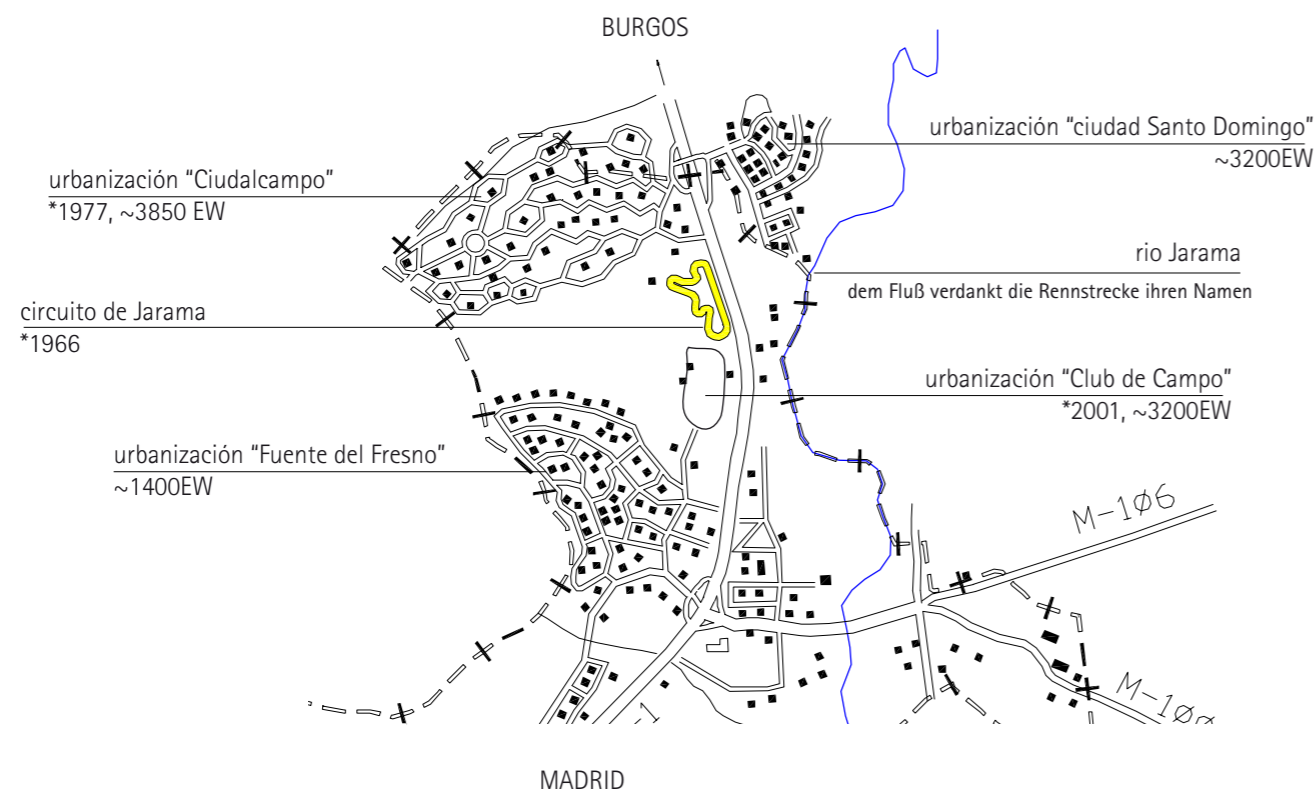 BURGOS
urbanización "ciudad Santo Domingo"
~3200EW
urbanización "Ciudalcampo"
*1977, ~3850 EW
rio Jarama
dem Fluß verdankt die Rennstrecke ihren Namen
circuito de Jarama
*1966
urbanización "Club de Campo"
*2001, ~3200EW
urbanización "Fuente del Fresno"
~1400EW
M-1Ø6
MADRID